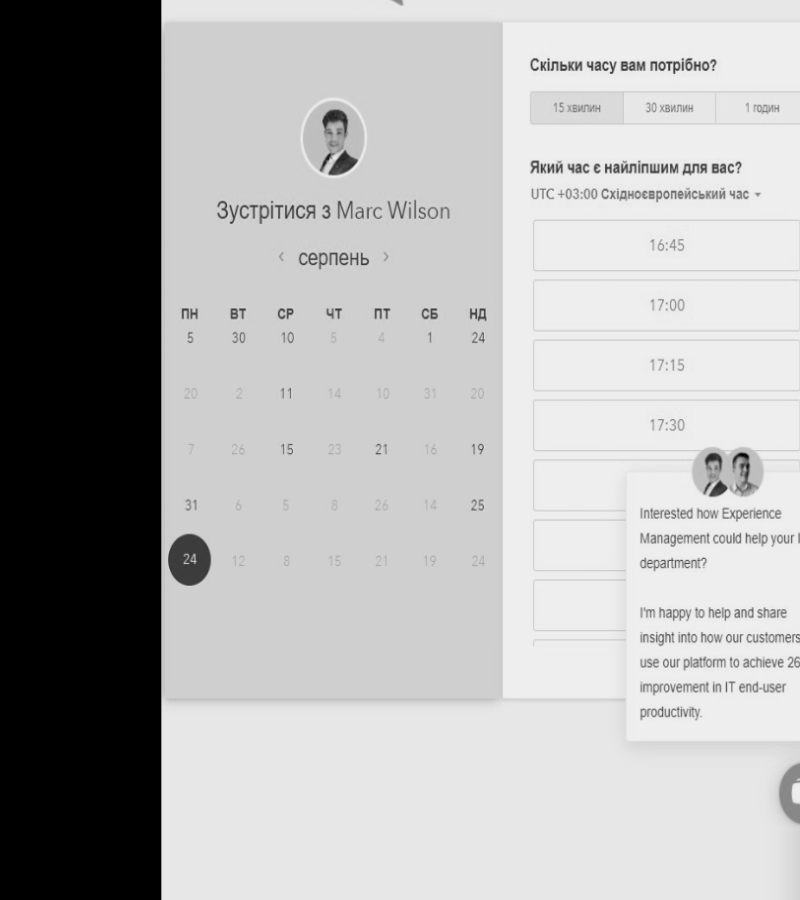 Зустрітися з Marc Wilson
‹ серпень ›
ПН ВТ СР ЧТ ПТ СБ НД
5 30 10 5 4 1 24
20 2 11 14 10 31 20
7 26 15 23 21 16 19
31 6 5 8 26 14 25
24 12 8 15 21 19 24
Скільки часу вам потрібно?
15 хвилин 30 хвилин 1 годин
Який час є найліпшим для вас?
UTC +03:00 Східноєвропейський час
16:45
17:00
17:15
17:30
Interested how Experience
Management could help your
department?
I'm happy to help and share
insight into how our customers
use our platform to achieve 26
improvement in IT end-user
productivity.